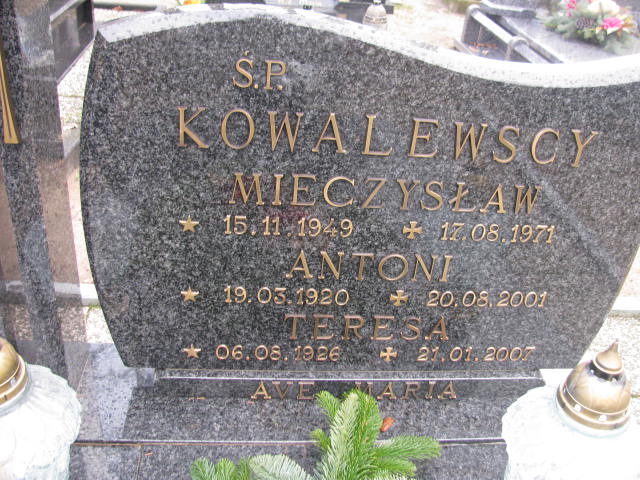 Ś.P.
KOWALEWSCY
MIECZYSŁAW
15.11.1949 17.08.1971
ANTONI
19.03.1920 20.08.2001
TERESA
06.08.1926 21.01.2007
AVE MARIA